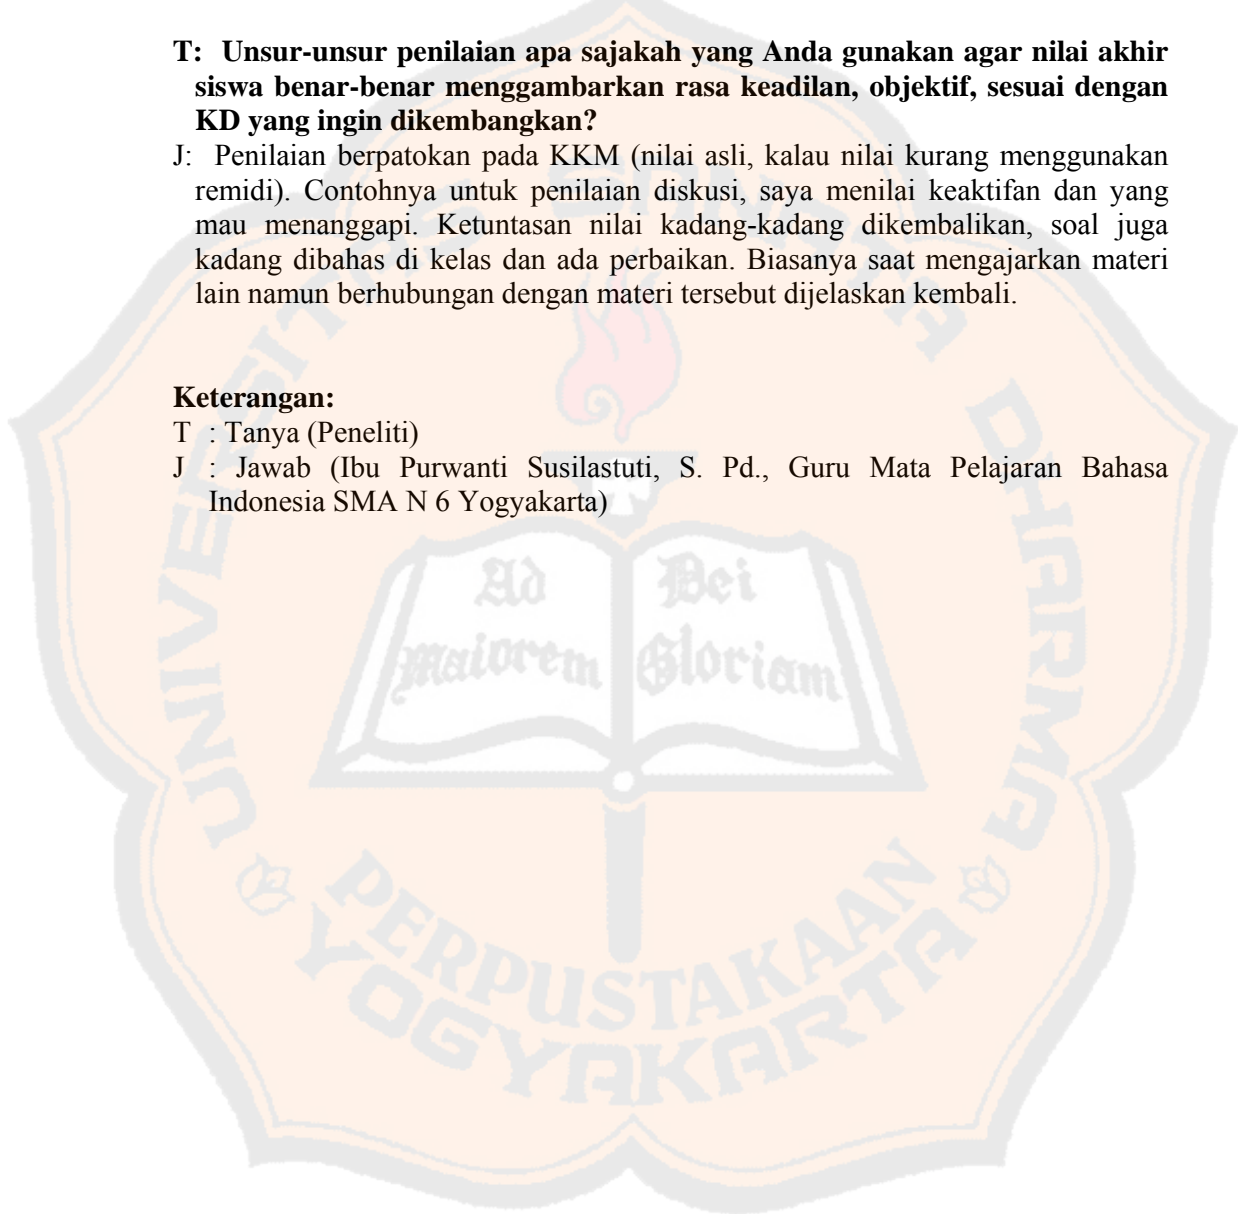 T: Unsur-unsur penilaian apa sajakah yang Anda gunakan agar nilai akhir
siswa benar-benar menggambarkan rasa keadilan, objektif, sesuai dengan
KD yang ingin dikembangkan?
J: Penilaian berpatokan pada KKM (nilai asli, kalau nilai kurang menggunakan
remidi). Contohnya untuk penilaian diskusi, saya menilai keaktifan dan yang
mau menanggapi. Ketuntasan nilai kadang-kadang dikembalikan, soal juga
kadang dibahas di kelas dan ada perbaikan. Biasanya saat mengajarkan materi
lain namun berhubungan dengan materi tersebut dijelaskan kembali.
Keterangan:
T : Tanya (Peneliti)
J : Jawab (Ibu Purwanti Susilastuti, S. Pd., Guru Mata Pelajaran Bahasa
Indonesia SMA N 6 Yogyakarta)
UNIVERSITAS SANATA DHARMA
Ad Dei
maiorem Gloriam
PERPUSTAKAAN
YOGYAKARTA